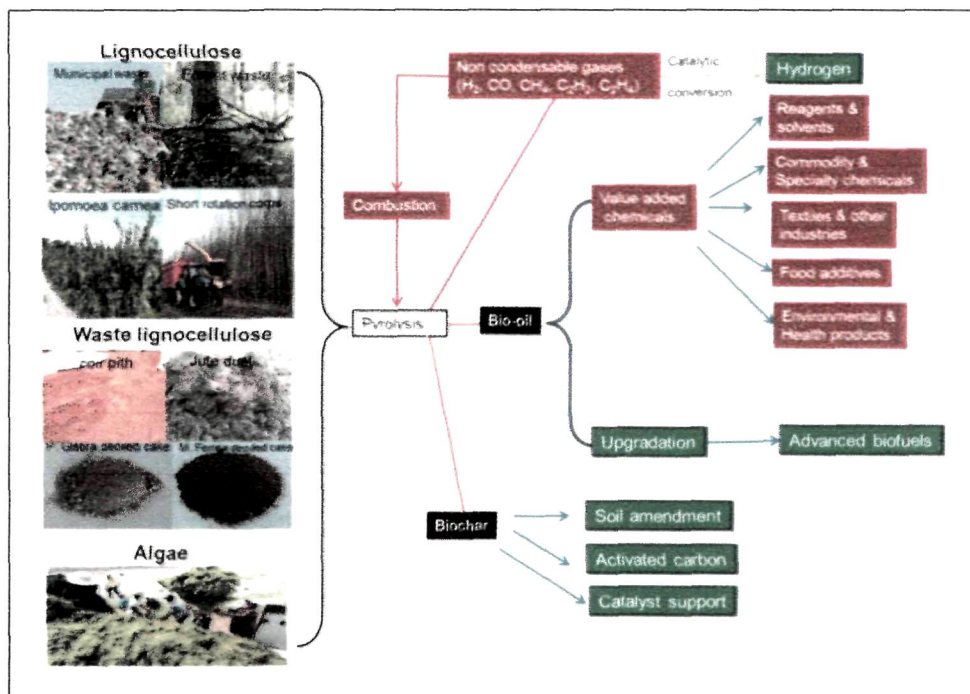 Lignocellulose
Municipal waste
Forest waste
Ipomoea carnea
Short rotation corps
Waste lignocellulose
coir pith
Jute dust
P. Glabra deoiled cake
M. Ferrea deoiled cake
Algae
Non condensable gases
(H₂, CO, CH₄,
Catalytic
conversion
Hydrogen
Combustion
Pyrolysis
Bio-oil
Value added
chemicals
Reagents &
solvents
Commodity &
Specialty chemicals
Textiles & other
industries
Food additives
Environmental &
Health products
Upgradation
Advanced biofuels
Biochar
Soil amendment
Activated carbon
Catalyst support